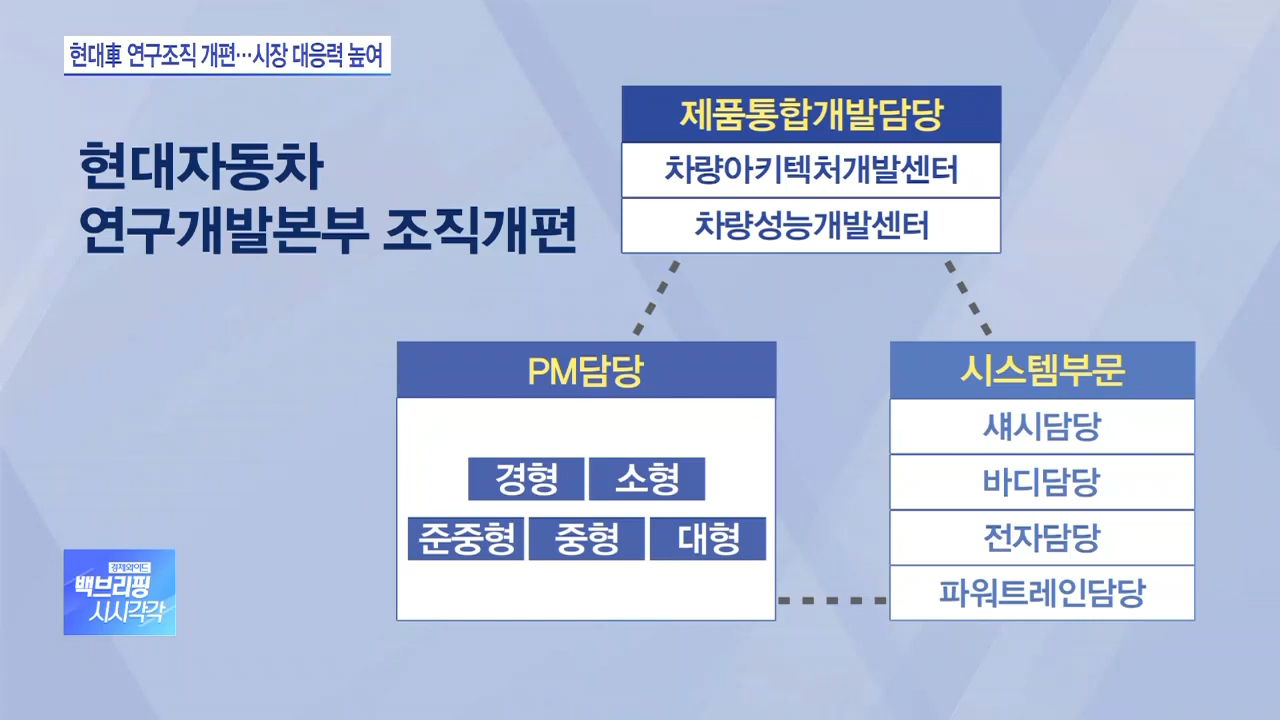 현대車 연구조직 개편…시장 대응력 높여
현대자동차
연구개발본부 조직개편
제품통합개발담당
차량아키텍처개발센터
차량성능개발센터
PM담당
경형 소형
준중형 중형 대형
시스템부문
섀시담당
바디담당
전자담당
파워트레인담당
경제와이드
백브리핑
시시각각